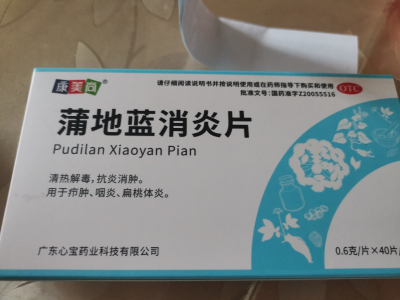 康美同
请仔细阅读说明书并按说明使用或在药师指导下购买和使用
批准文号：国药准字Z20055516
OTC
蒲地蓝消炎片
Pudilan Xiaoyan Pian
清热解毒，抗炎消肿。
用于疖肿、咽炎、扁桃体炎。
广东心宝药业科技有限公司
0.6克/片×40片